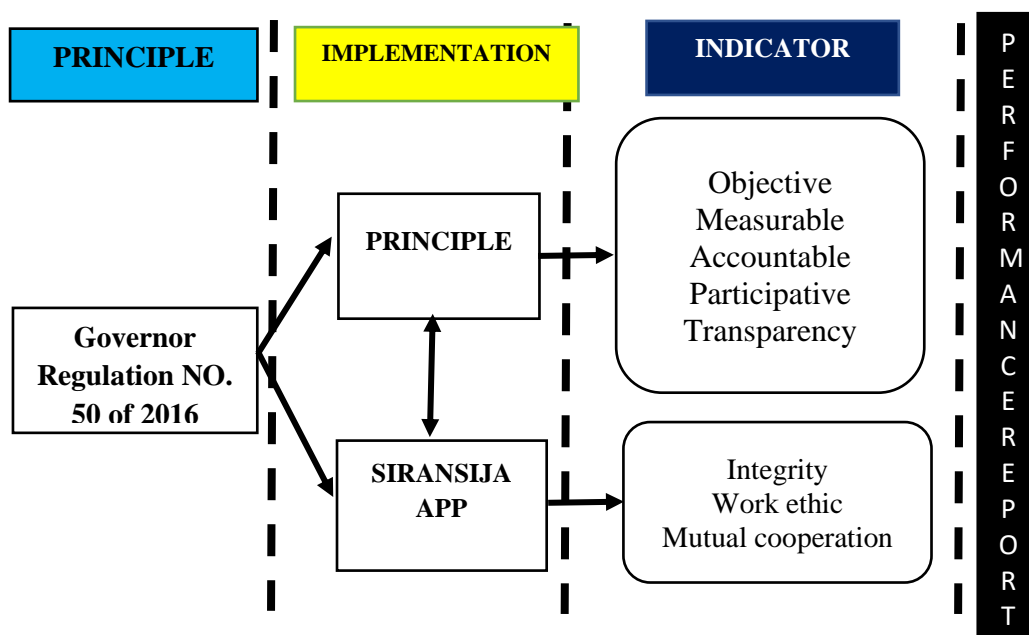 PRINCIPLE
IMPLEMENTATION
INDICATOR
PRINCIPLE
Objective
Measurable
Accountable
Participative
Transparency
Governor
Regulation NO.
50 of 2016
SIRANSIJA
APP
Integrity
Work ethic
Mutual cooperation
P
E
R
F
O
R
M
A
N
C
E
R
E
P
O
R
T